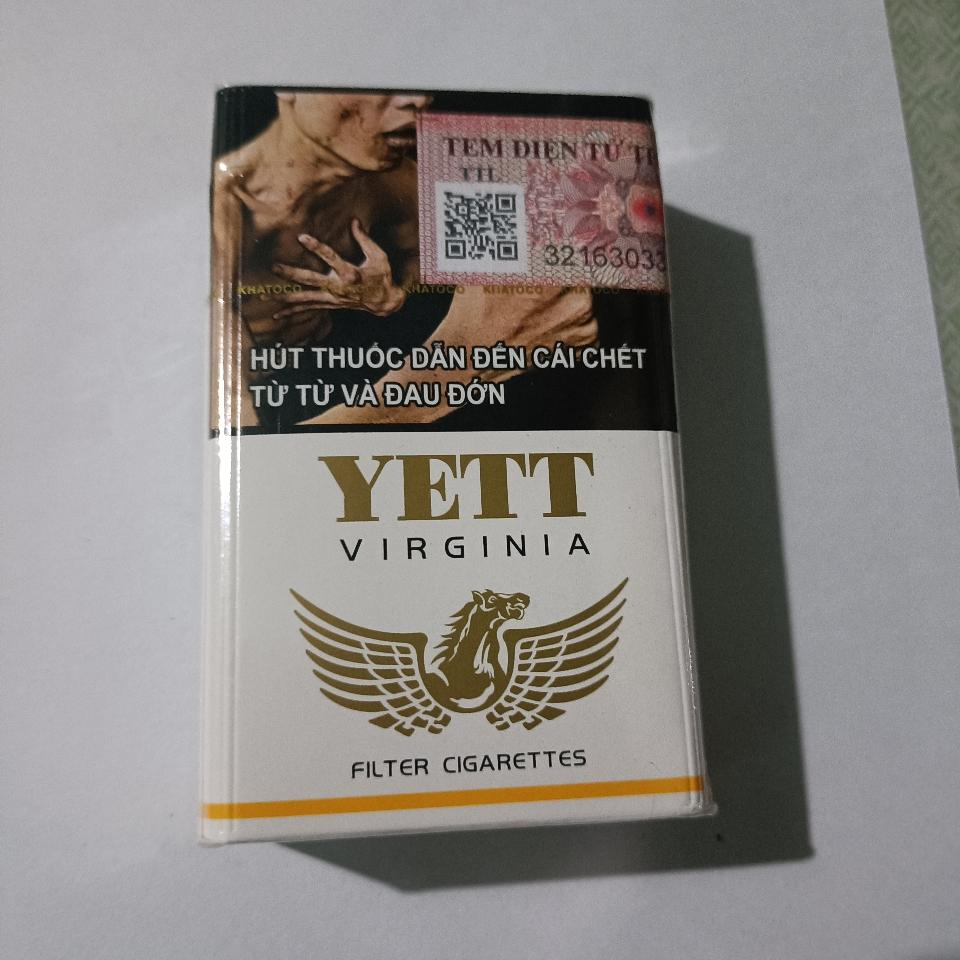 TEM ĐIỆN TỬ
32163033
KHATOCO KHATOCO KHATOCO KHATOCO KHATOCO
HÚT THUỐC DẪN ĐẾN CÁI CHẾT
TỪ TỪ VÀ ĐAU ĐỚN
YETT
VIRGINIA
FILTER CIGARETTES